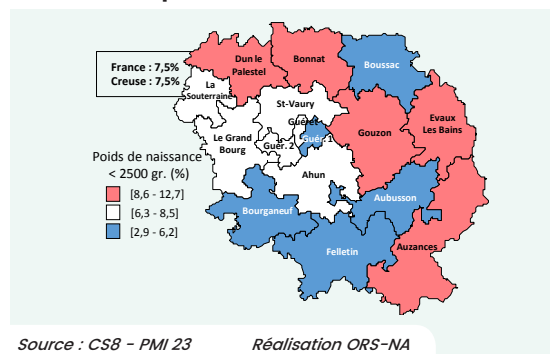 France : 7,5%
Creuse : 7,5%
Dun le
Palestel
Bonnat
Boussac
La
Souterraine
St-Vaury
Guéret
Guér. 1
Guér. 2
Le Grand
Bourg
Gouzon
Evaux
Les Bains
Ahun
Aubusson
Bourganeuf
Felletin
Auzances
Poids de naissance
< 2500 gr. (%)
[8,6 - 12,7]
[6,3 - 8,5]
[2,9 - 6,2]
Source : CS8 - PMI 23 Réalisation ORS-NA